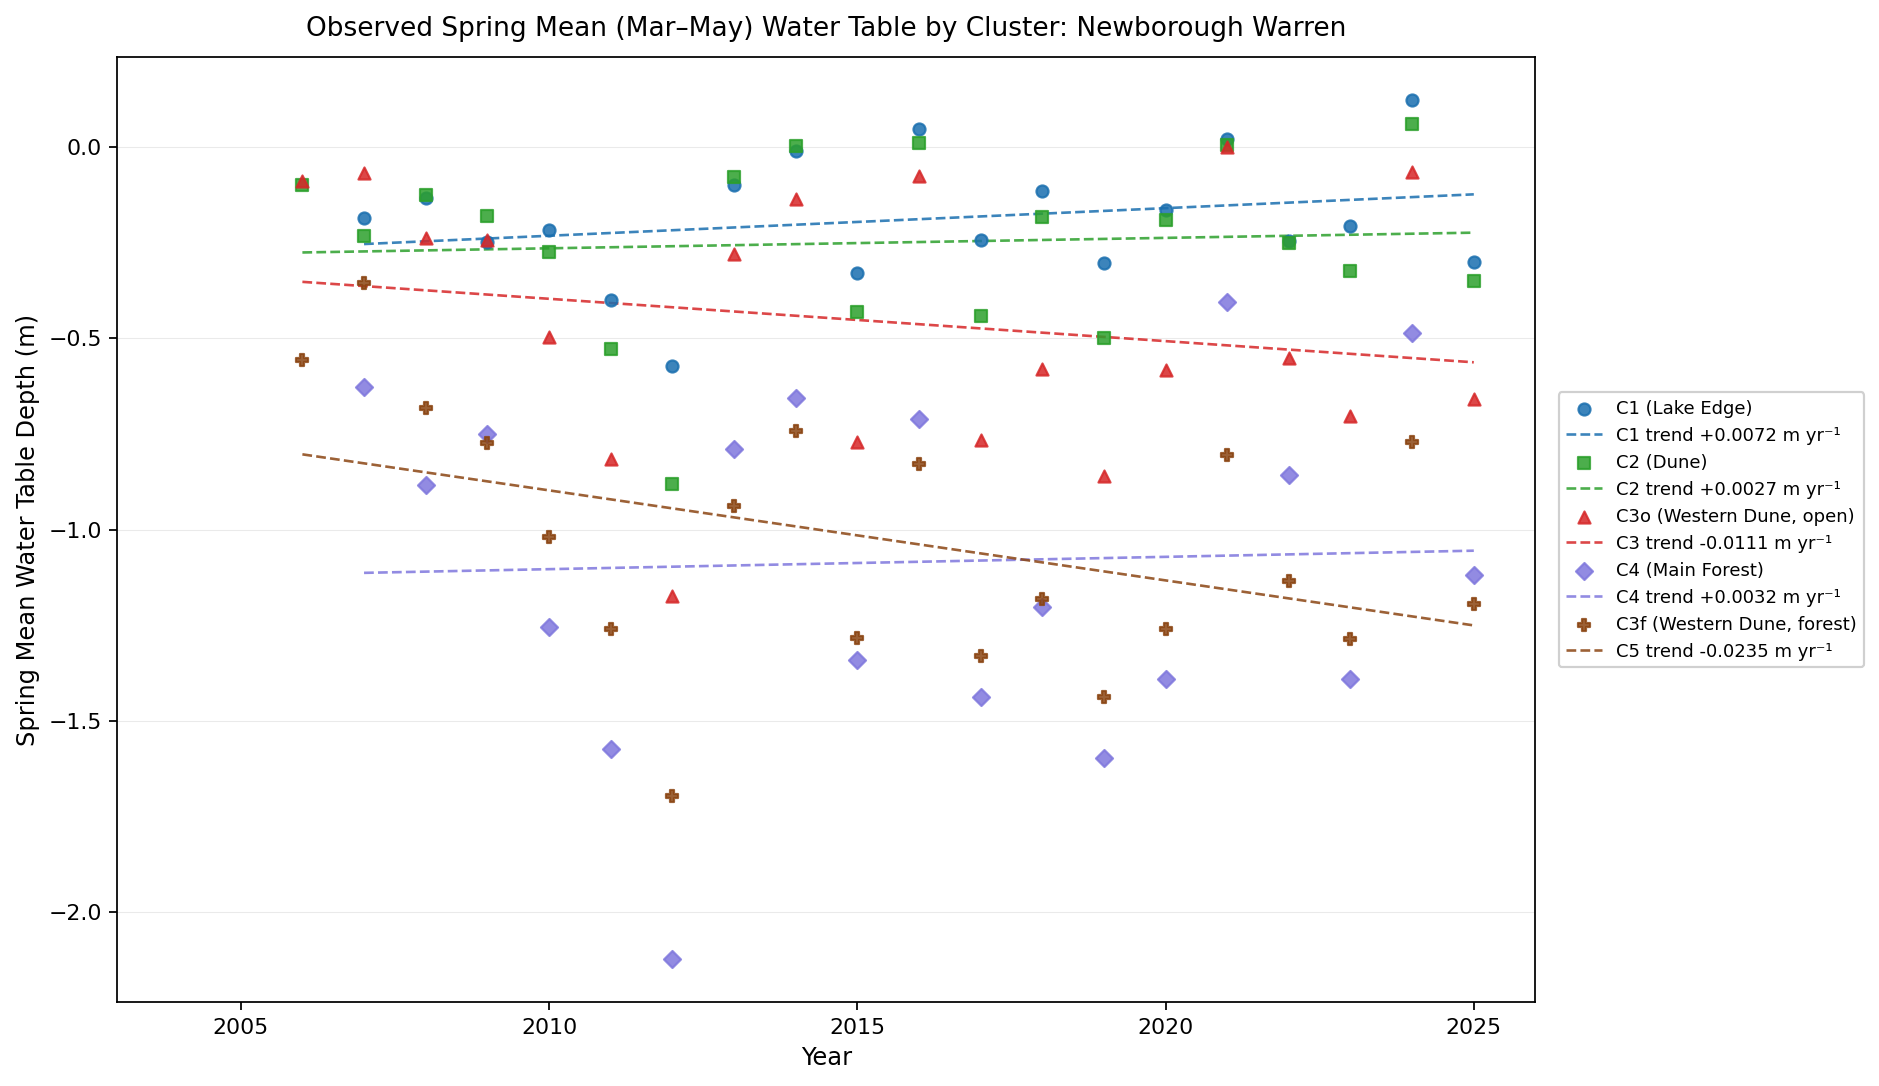 Observed Spring Mean (Mar–May) Water Table by Cluster: Newborough Warren
Spring Mean Water Table Depth (m)
0.0
−0.5
−1.0
−1.5
−2.0
2005
2010
2015
2020
2025
Year
C1 (Lake Edge)
C1 trend +0.0072 m yr⁻¹
C2 (Dune)
C2 trend +0.0027 m yr⁻¹
C3o (Western Dune, open)
C3 trend -0.0111 m yr⁻¹
C4 (Main Forest)
C4 trend +0.0032 m yr⁻¹
C3f (Western Dune, forest)
C5 trend -0.0235 m yr⁻¹